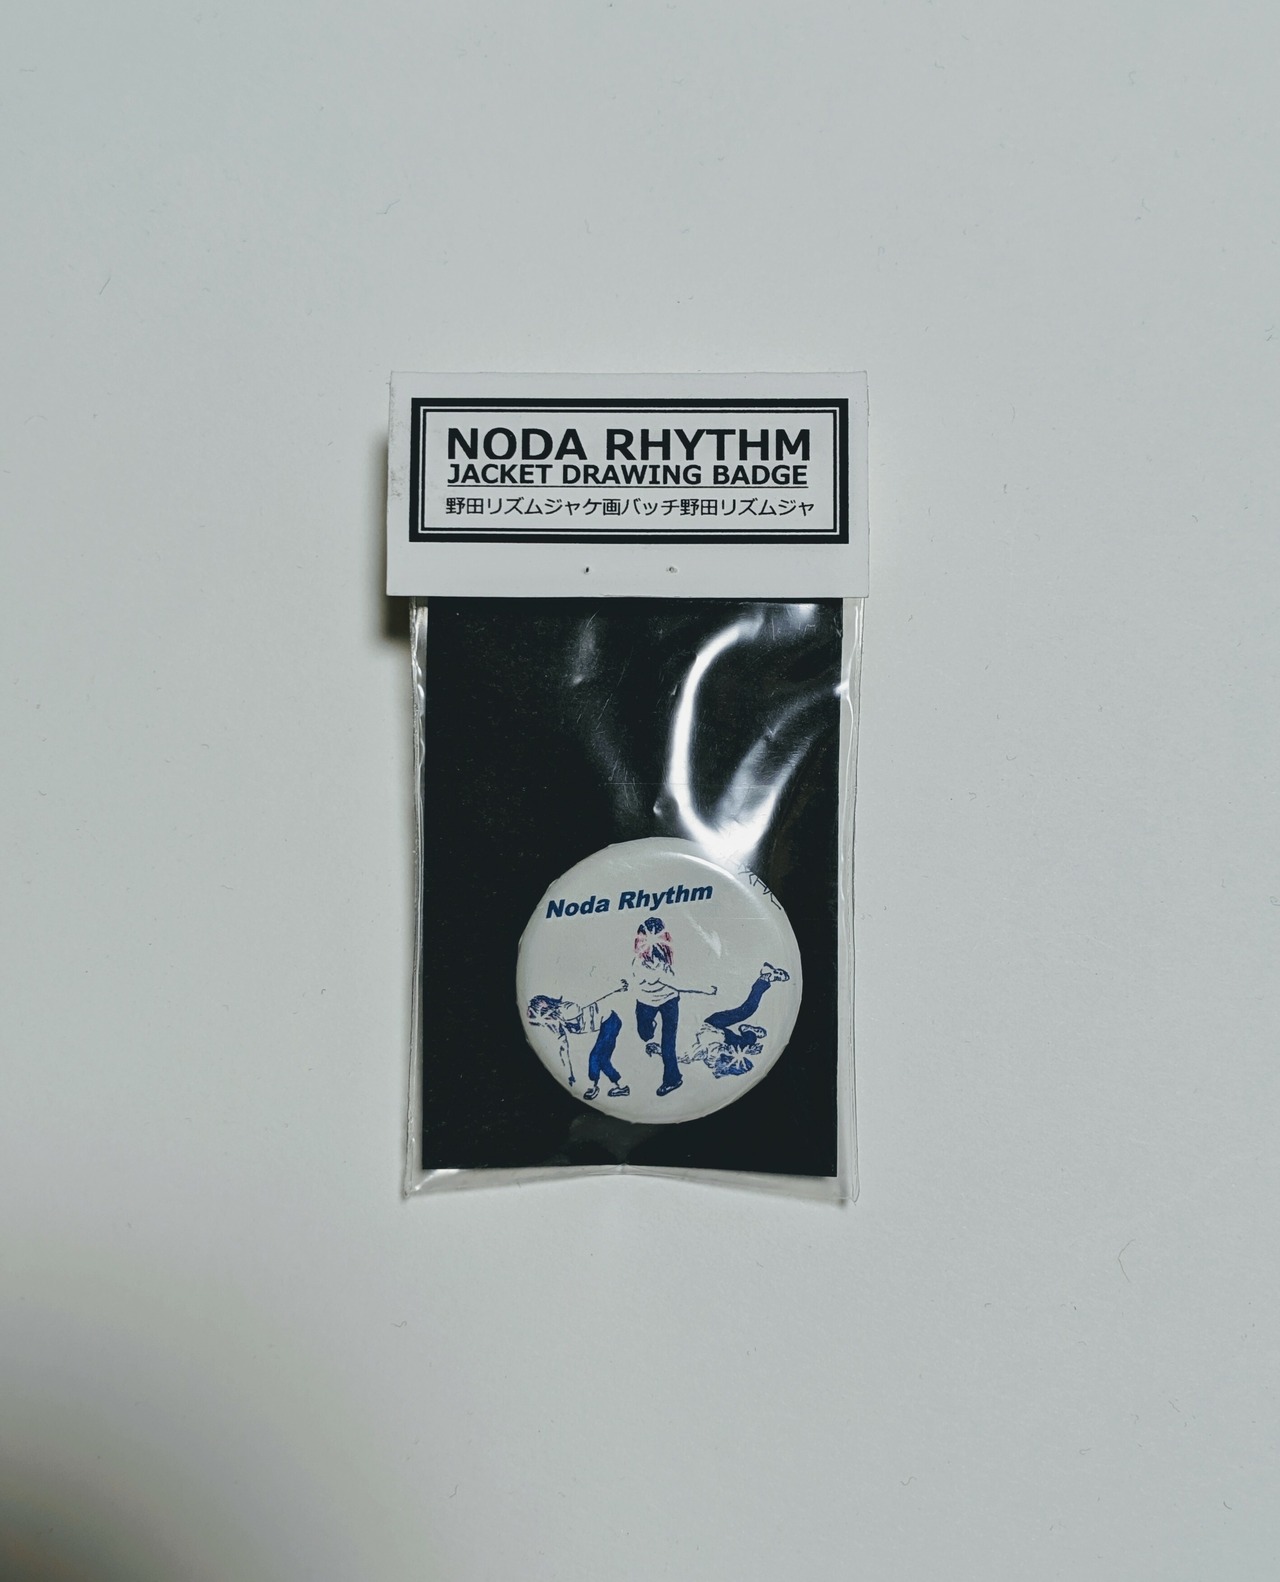 NODA RHYTHM
JACKET DRAWING BADGE
野田リズムジャケ画バッチ野田リズムジャ
Noda Rhythm